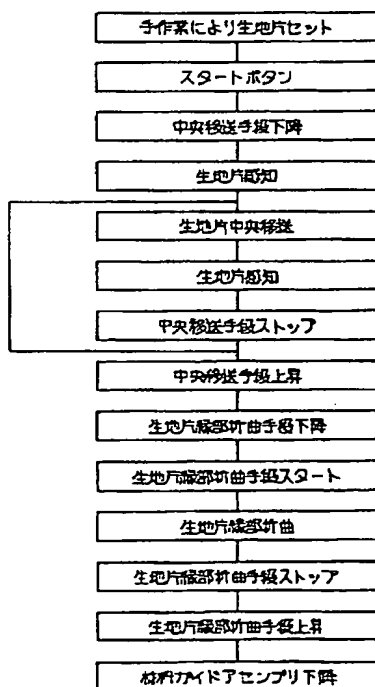 手作業により生地片セット
スタートボタン
中央移送手段下降
生地片感知
生地片中央移送
生地片感知
中央移送手段ストップ
中央移送手段上昇
生地片縁部折曲手段下降
生地片縁部折曲手段スタート
生地片縁部折曲
生地片縁部折曲手段ストップ
生地片縁部折曲手段上昇
材料ガイドアセンブリ下降